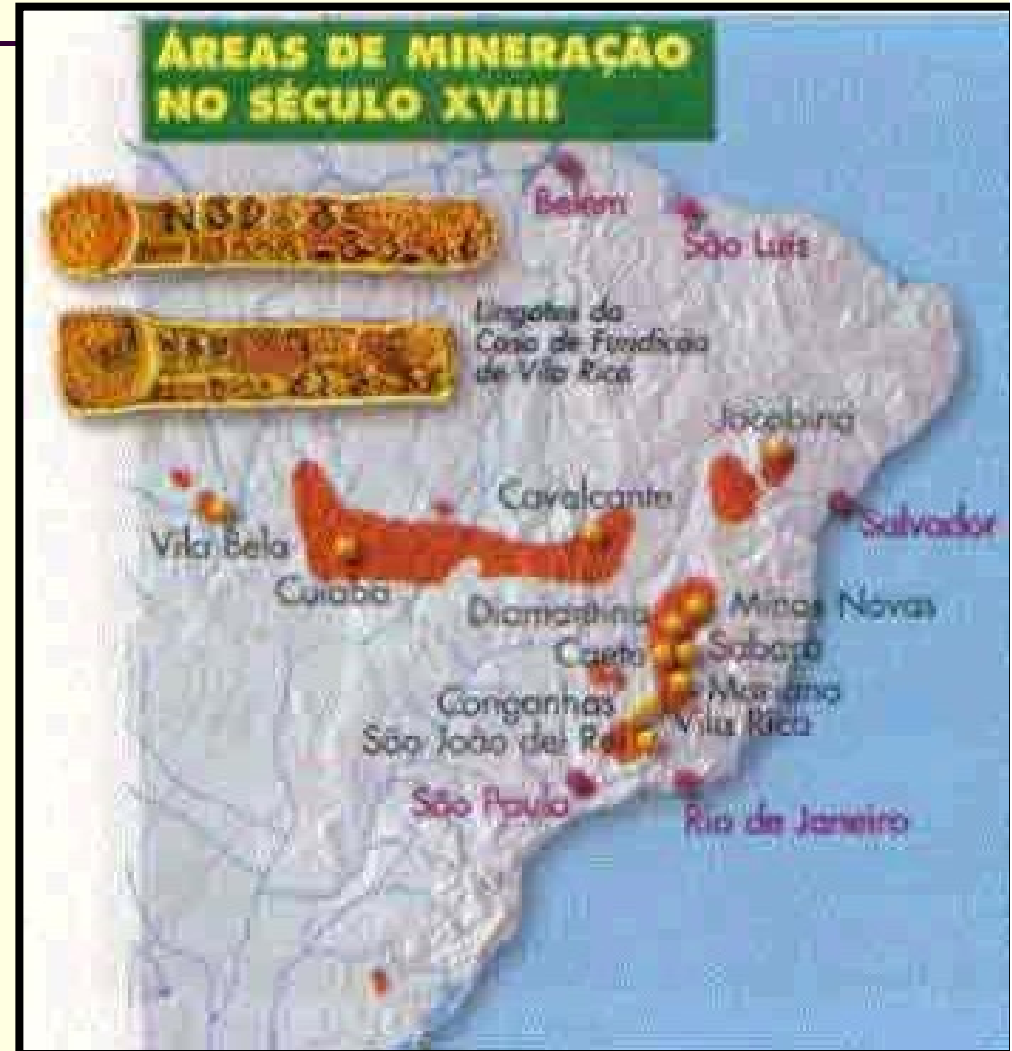 ÁREAS DE MINERAÇÃO
NO SÉCULO XVIII
Belém
São Luís
Lingotes da
Casa de Fundição
de Vila Rica
Jacobina
Cavalcante
Salvador
Vila Bela
Cuiabá
Diamantina
Minas Novas
Caeté
Sabará
Mariana
Congonhas
Vila Rica
São João del Rei
São Paulo
Rio de Janeiro